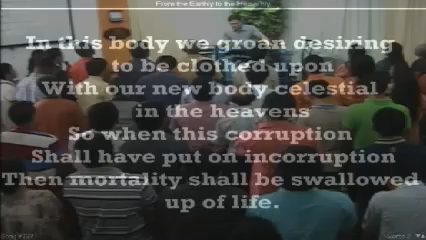 From the Earthly to the Heavenly
In this body we groan desiring
to be clothed upon
With our new body celestial
in the heavens
So when this corruption
Shall have put on incorruption
Then mortality shall be swallowed
up of life.